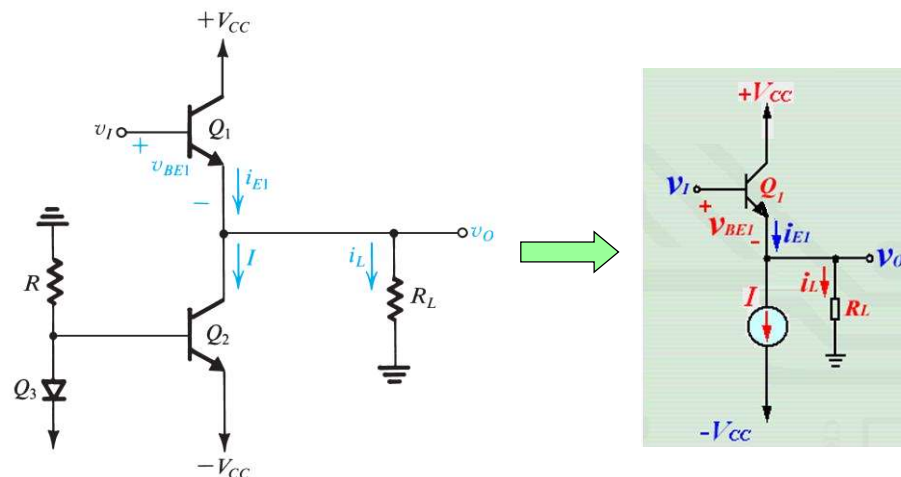 +V_CC
v_I
+
Q_1
v_BE1
i_E1
−
v_O
I
i_L
R
R_L
Q_2
Q_3
−V_CC
+V_CC
v_I
Q_1
+
v_BE1
-
i_E1
v_O
i_L
I
R_L
-V_CC